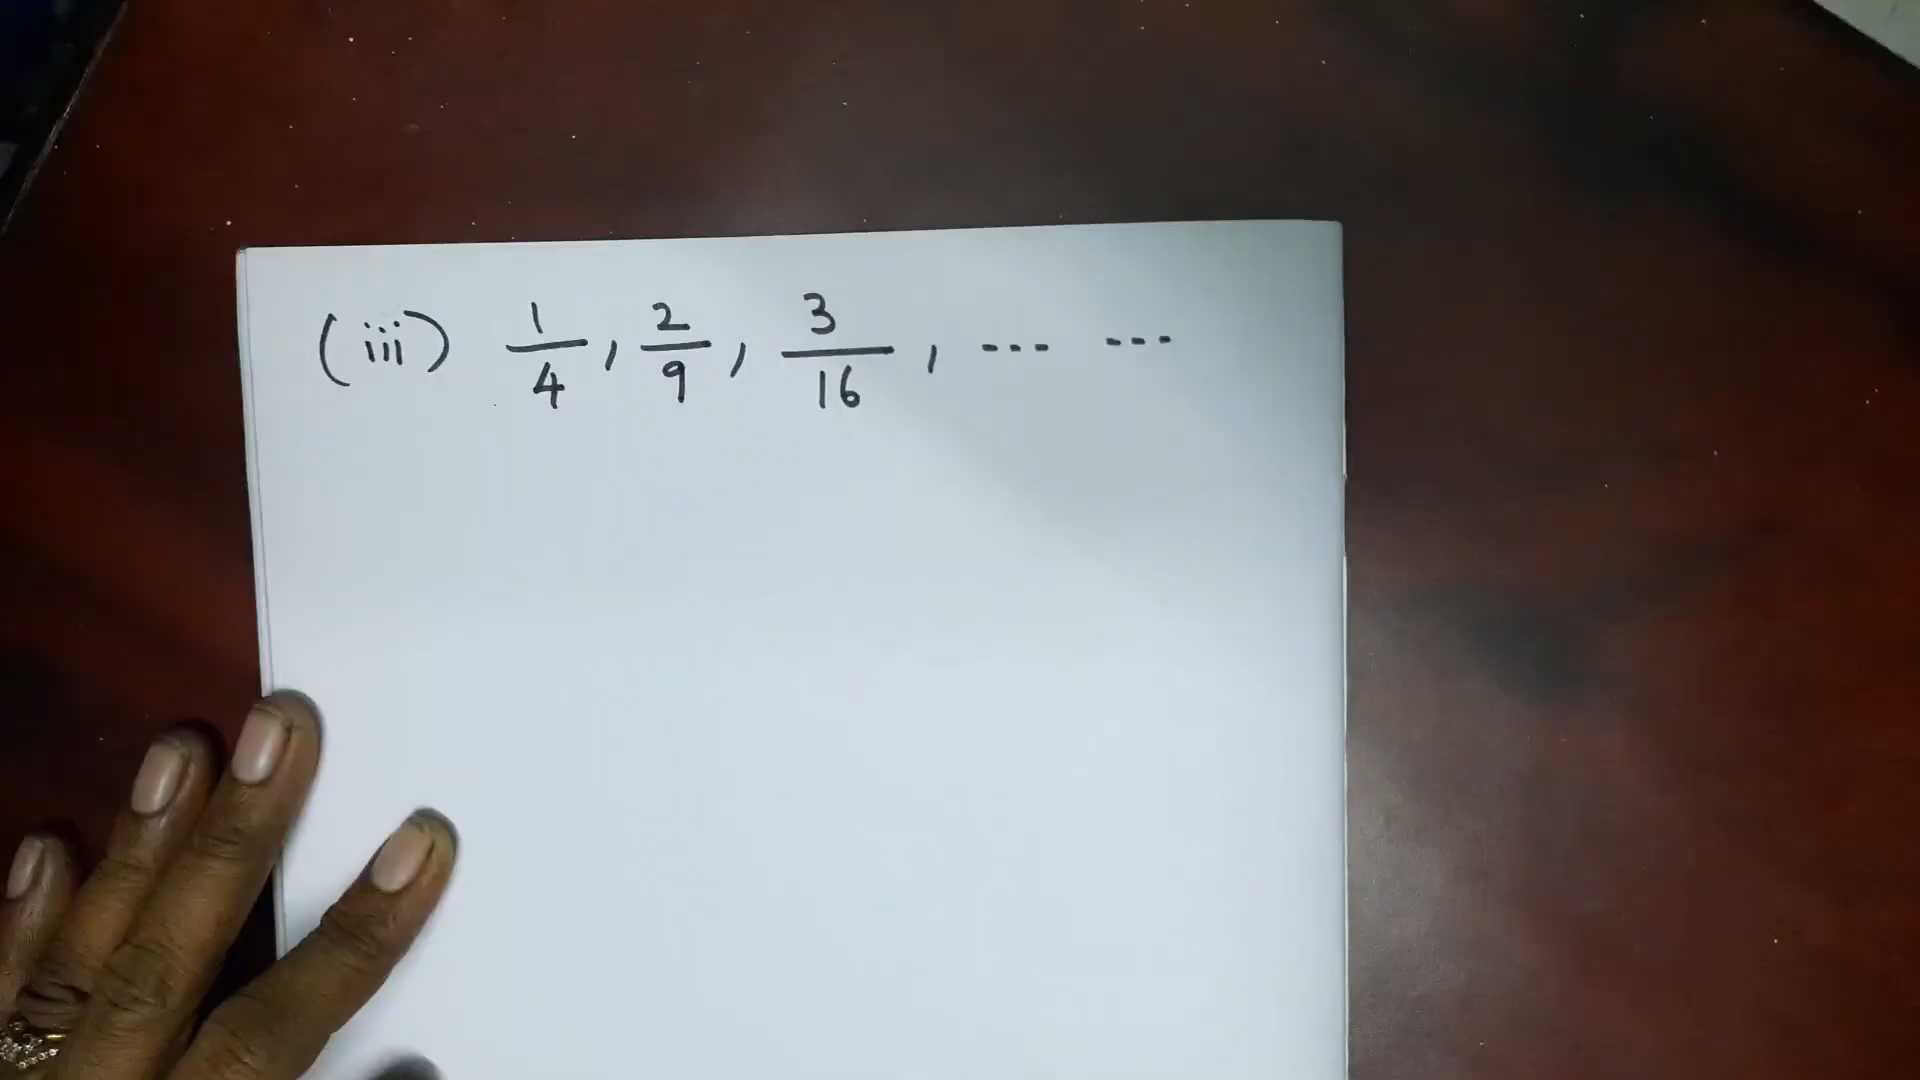 (iii) 1/4, 2/9, 3/16, --- ---